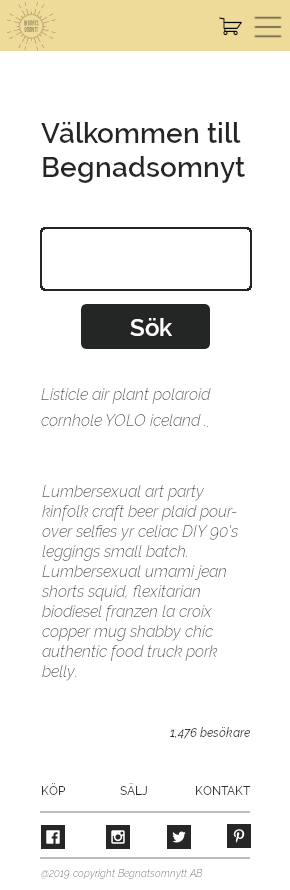 Välkommen till
Begnadsomnyt
Sök
Listicle air plant polaroid
cornhole YOLO iceland .,
Lumbersexual art party
kinfolk craft beer plaid pour-
over selfies yr celiac DIY 90's
leggings small batch.
Lumbersexual umami jean
shorts squid, flexitarian
biodiesel franzen la croix
copper mug shabby chic
authentic food truck pork
belly.
1,476 besökare
KÖP SÄLJ KONTAKT
@2019 copyright Begnatsomnytt AB